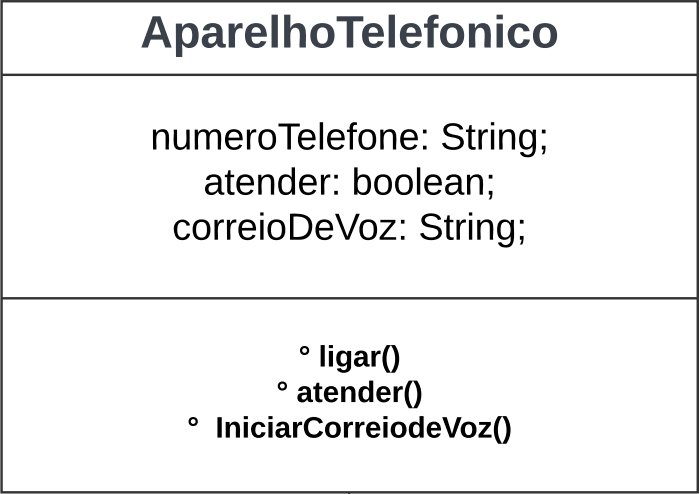 AparelhoTelefonico
numeroTelefone: String;
atender: boolean;
correioDeVoz: String;
° ligar()
° atender()
° IniciarCorreiodeVoz()